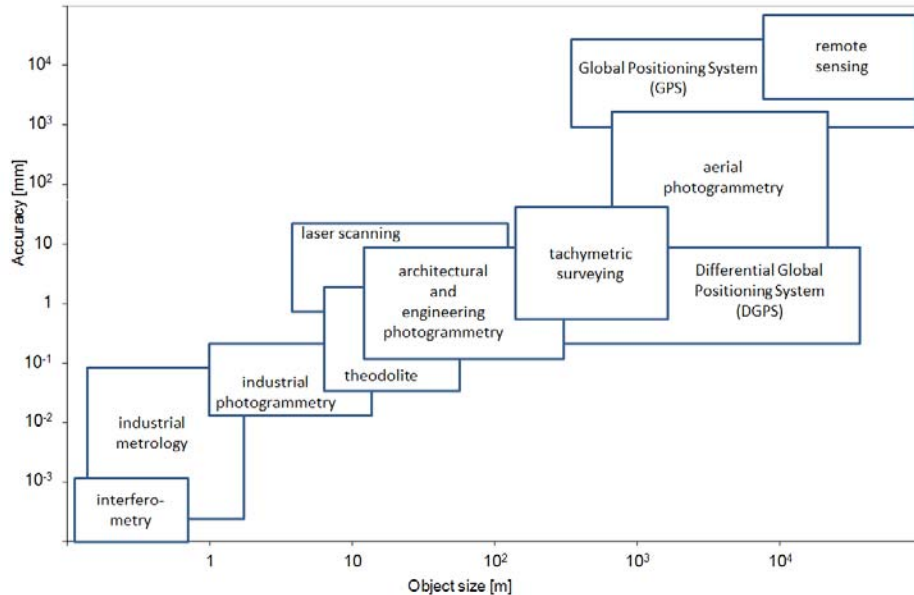 Accuracy [mm]
10⁴
10³
10²
10
1
10⁻¹
10⁻²
10⁻³
remote
sensing
Global Positioning System
(GPS)
aerial
photogrammetry
laser scanning
tachymetric
surveying
architectural
and
engineering
photogrammetry
Differential Global
Positioning System
(DGPS)
theodolite
industrial
photogrammetry
industrial
metrology
interfero-
metry
1
10
10²
10³
10⁴
Object size [m]